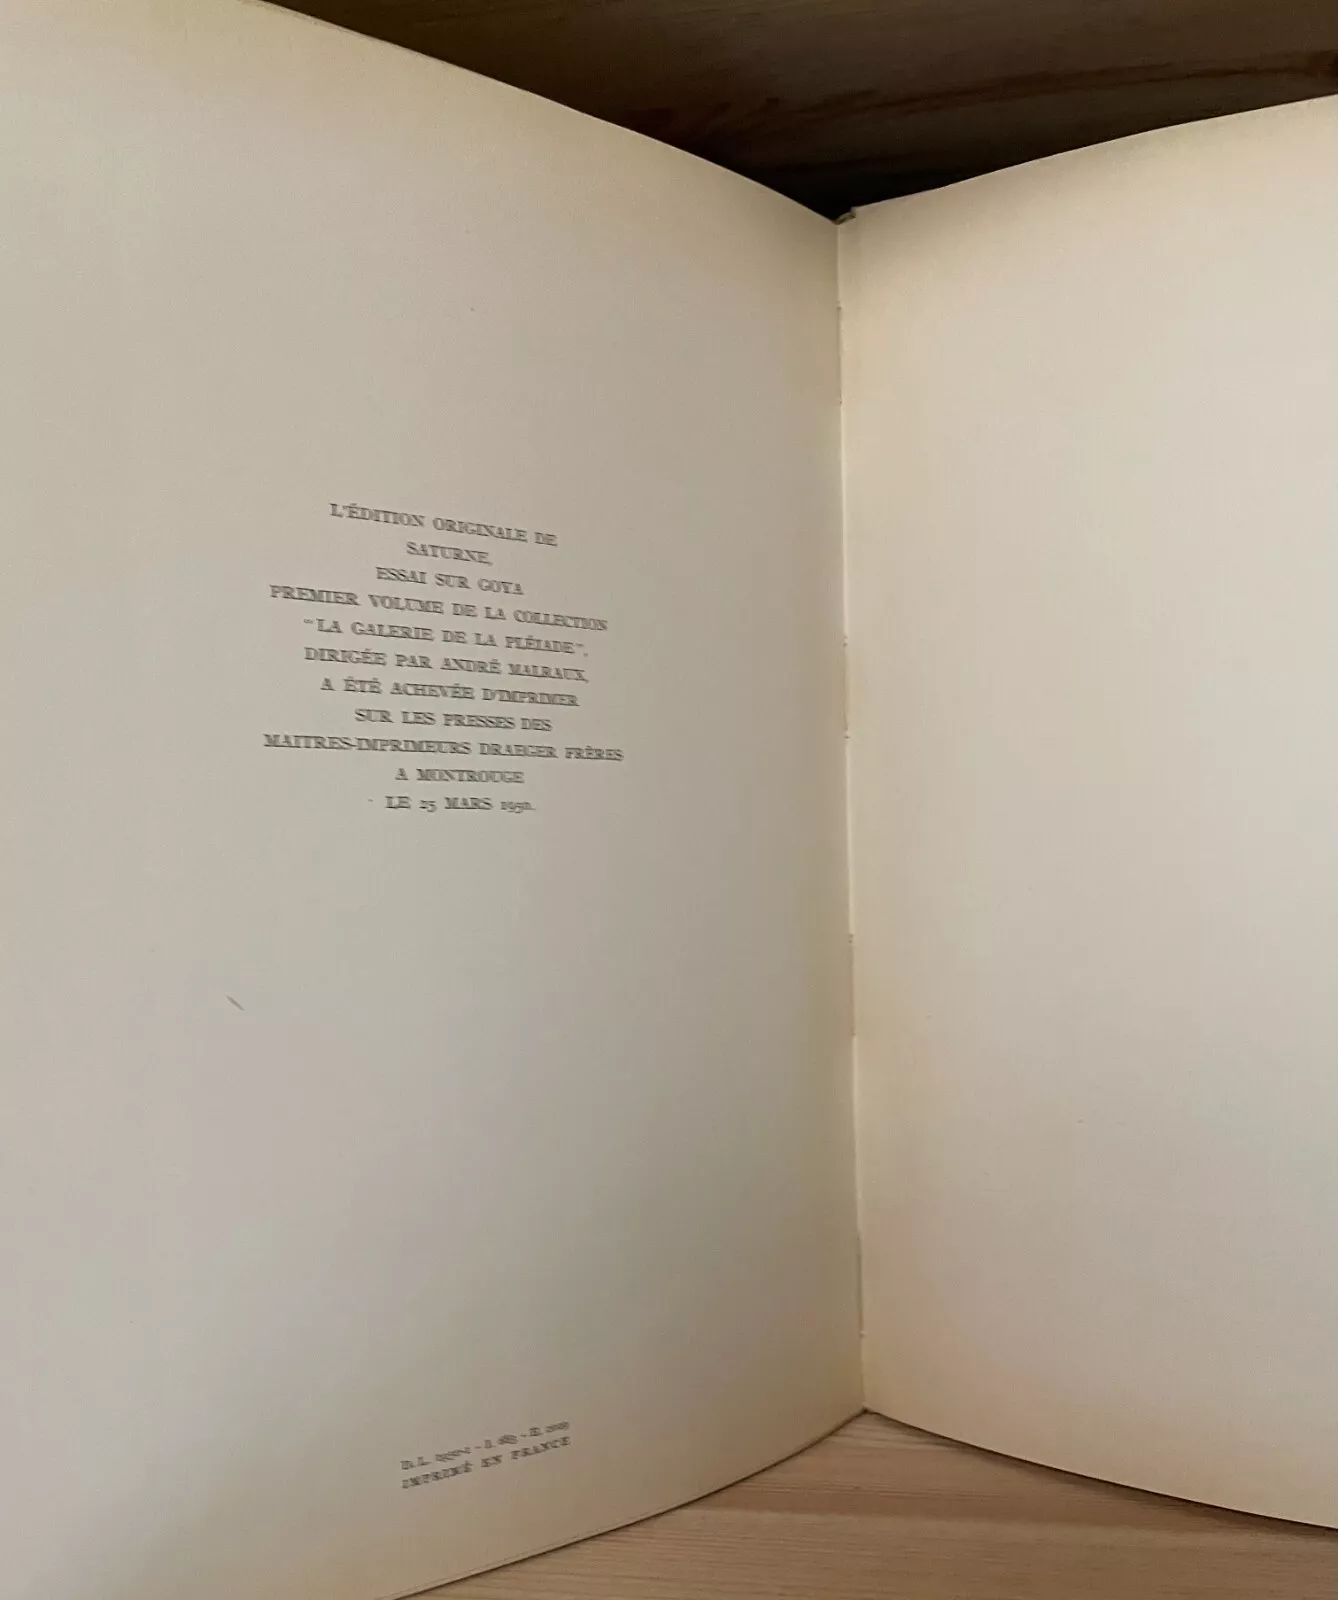 L'ÉDITION ORIGINALE DE
SATURNE,
ESSAI SUR GOYA
PREMIER VOLUME DE LA COLLECTION
"LA GALERIE DE LA PLÉIADE",
DIRIGÉE PAR ANDRÉ MALRAUX,
A ÉTÉ ACHEVÉE D'IMPRIMER
SUR LES PRESSES DES
MAITRES-IMPRIMEURS DRAEGER FRÈRES
A MONTROUGE
LE 25 MARS 1950.
D. L.
IMPRIMÉ EN FRANCE